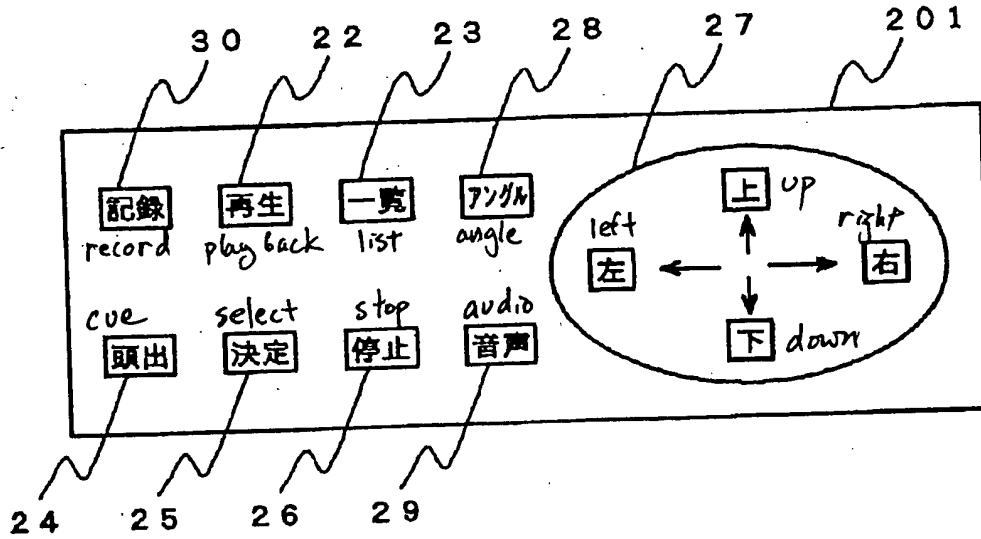 30 22 23 28 27 201
記録 再生 一覧 アングル 上 up
record play back list angle
left right
左 右
cue select stop audio
頭出 決定 停止 音声 下 down
24 25 26 29